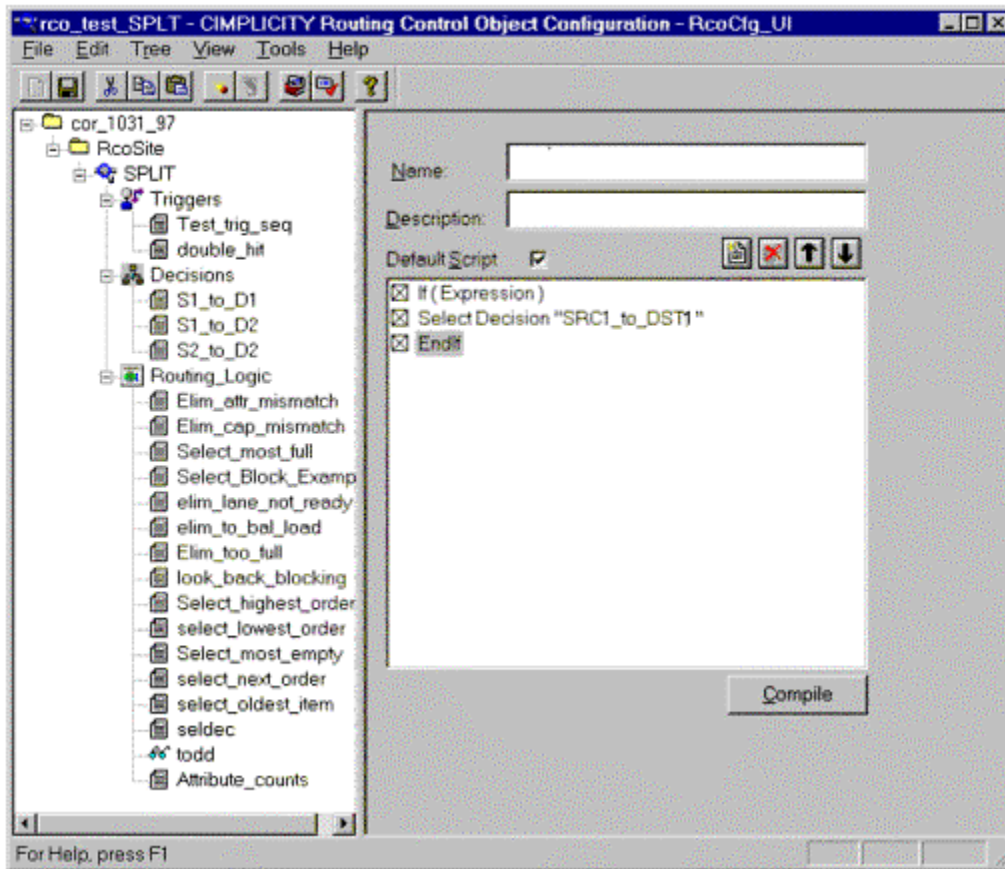 rco_test_SPLT - CIMPLICITY Routing Control Object Configuration - RcoCfg_UI
File Edit Tree View Tools Help
cor_1031_97
RcoSite
SPLIT
Triggers
Test_trig_seq
double_hit
Decisions
S1_to_D1
S1_to_D2
S2_to_D2
Routing_Logic
Elim_attr_mismatch
Elim_cap_mismatch
Select_most_full
Select_Block_Examp
elim_lane_not_ready
elim_to_bal_load
Elim_too_full
look_back_blocking
Select_highest_order
select_lowest_order
Select_most_empty
select_next_order
select_oldest_item
seldec
todd
Attribute_counts
Name:
Description:
Default Script
If ( Expression )
Select Decision "SRC1_to_DST1"
EndIf
Compile
For Help, press F1